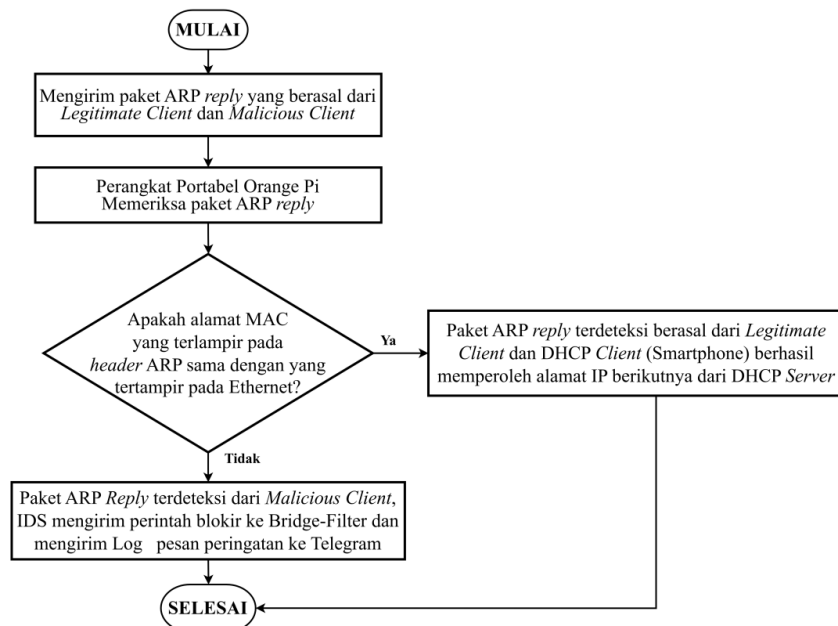 MULAI
Mengirim paket ARP reply yang berasal dari
Legitimate Client dan Malicious Client
Perangkat Portabel Orange Pi
Memeriksa paket ARP reply
Apakah alamat MAC
yang terlampir pada
header ARP sama dengan yang
tertampir pada Ethernet?
Ya
Paket ARP reply terdeteksi berasal dari Legitimate
Client dan DHCP Client (Smartphone) berhasil
memperoleh alamat IP berikutnya dari DHCP Server
Tidak
Paket ARP Reply terdeteksi dari Malicious Client,
IDS mengirim perintah blokir ke Bridge-Filter dan
mengirim Log pesan peringatan ke Telegram
SELESAI